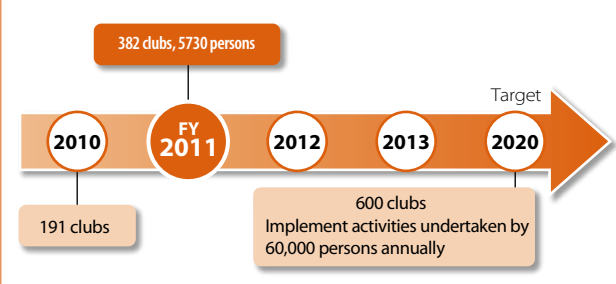 382 clubs, 5730 persons
Target
2010
FY
2011
2012
2013
2020
191 clubs
600 clubs
Implement activities undertaken by
60,000 persons annually